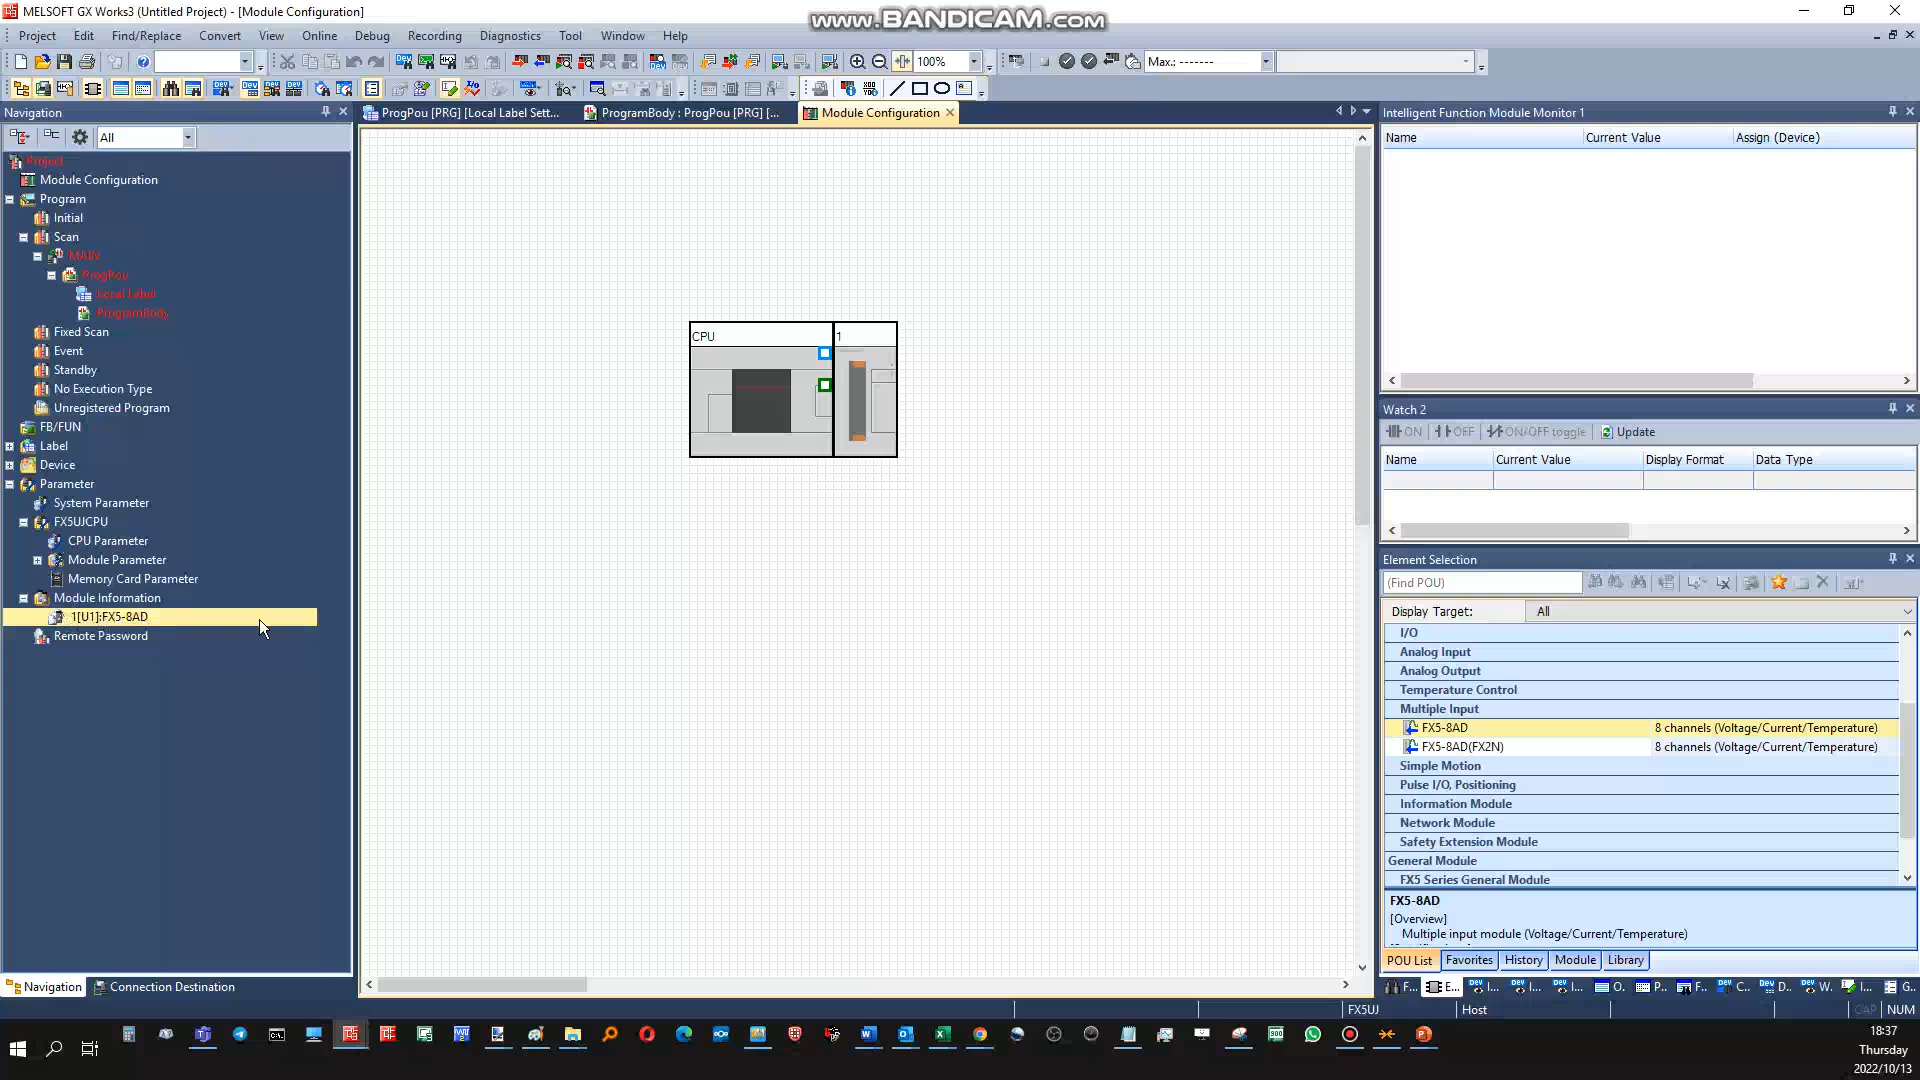 MELSOFT GX Works3 (Untitled Project) - [Module Configuration]
www.BANDICAM.com
Project Edit Find/Replace Convert View Online Debug Recording Diagnostics Tool Window Help
100%
Max.: -------
Navigation
All
Project
Module Configuration
Program
Initial
Scan
MAIN
ProgPou
Local Label
ProgramBody
Fixed Scan
Event
Standby
No Execution Type
Unregistered Program
FB/FUN
Label
Device
Parameter
System Parameter
FX5UJCPU
CPU Parameter
Module Parameter
Memory Card Parameter
Module Information
1[U1]:FX5-8AD
Remote Password
Navigation Connection Destination
ProgPou [PRG] [Local Label Sett... ProgramBody : ProgPou [PRG] [... Module Configuration
CPU 1
Intelligent Function Module Monitor 1
Name Current Value Assign (Device)
Watch 2
ON OFF ON/OFF toggle Update
Name Current Value Display Format Data Type
Element Selection
(Find POU)
Display Target: All
I/O
Analog Input
Analog Output
Temperature Control
Multiple Input
FX5-8AD 8 channels (Voltage/Current/Temperature)
FX5-8AD(FX2N) 8 channels (Voltage/Current/Temperature)
Simple Motion
Pulse I/O, Positioning
Information Module
Network Module
Safety Extension Module
General Module
FX5 Series General Module
FX5-8AD
[Overview]
Multiple input module (Voltage/Current/Temperature)
POU List Favorites History Module Library
F... E... I... I... I... O. P... F... C.. D.. W. I... G..
FX5UJ Host CAP NUM
18:37
Thursday
2022/10/13